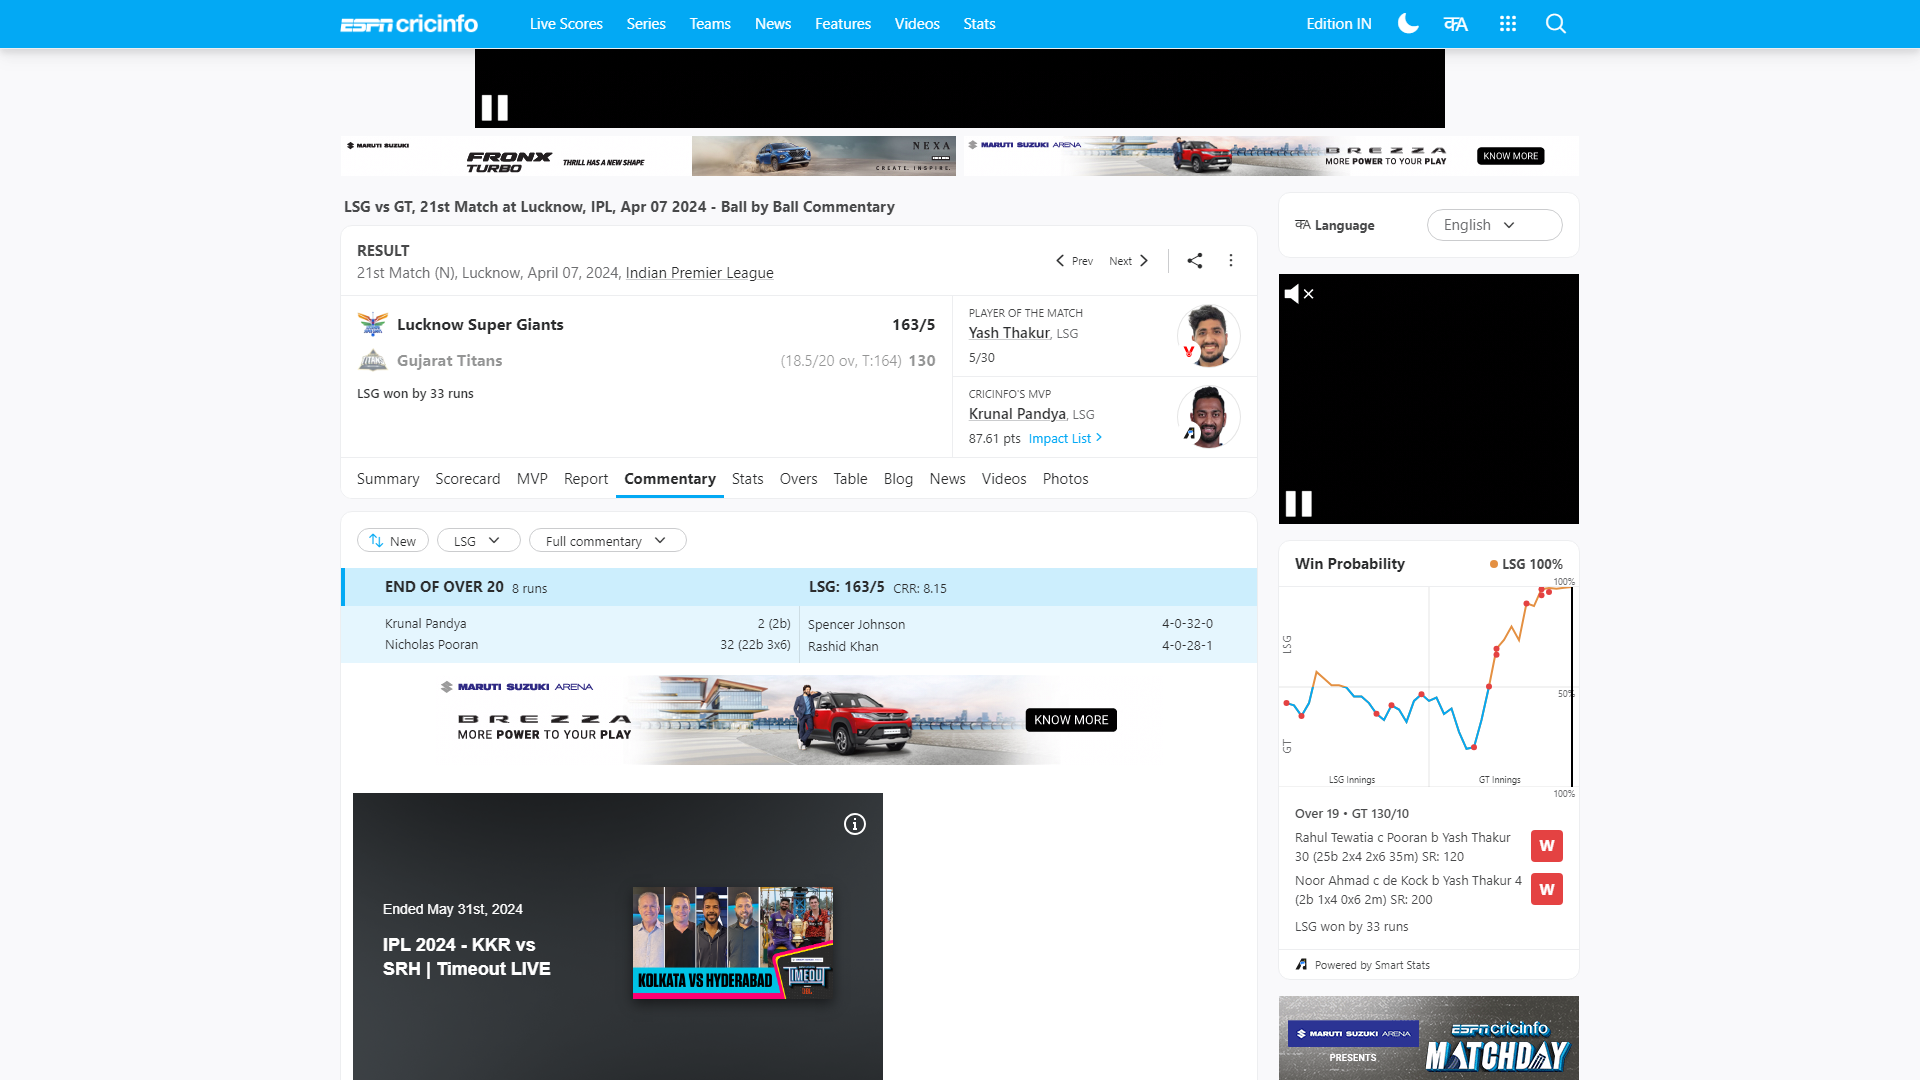 ESPN cricinfo
Live Scores
Series
Teams
News
Features
Videos
Stats
Edition IN
क A
MARUTI SUZUKI
FRONX
TURBO
THRILL HAS A NEW SHAPE
NEXA
CREATE. INSPIRE.
MARUTI SUZUKI ARENA
BREZZA
MORE POWER TO YOUR PLAY
KNOW MORE
LSG vs GT, 21st Match at Lucknow, IPL, Apr 07 2024 - Ball by Ball Commentary
RESULT
21st Match (N), Lucknow, April 07, 2024, Indian Premier League
Prev
Next
Lucknow Super Giants
163/5
Gujarat Titans
(18.5/20 ov, T:164) 130
LSG won by 33 runs
PLAYER OF THE MATCH
Yash Thakur, LSG
5/30
CRICINFO'S MVP
Krunal Pandya, LSG
87.61 pts Impact List
Summary
Scorecard
MVP
Report
Commentary
Stats
Overs
Table
Blog
News
Videos
Photos
New
LSG
Full commentary
END OF OVER 20 8 runs
LSG: 163/5 CRR: 8.15
Krunal Pandya 2 (2b)
Nicholas Pooran 32 (22b 3x6)
Spencer Johnson 4-0-32-0
Rashid Khan 4-0-28-1
MARUTI SUZUKI ARENA
BREZZA
MORE POWER TO YOUR PLAY
KNOW MORE
Ended May 31st, 2024
IPL 2024 - KKR vs
SRH | Timeout LIVE
KOLKATA VS HYDERABAD
TIMEOUT
क A Language
English
Win Probability
LSG 100%
100%
LSG
50%
GT
LSG Innings
GT Innings
100%
Over 19 • GT 130/10
Rahul Tewatia c Pooran b Yash Thakur
30 (25b 2x4 2x6 35m) SR: 120
W
Noor Ahmad c de Kock b Yash Thakur 4
(2b 1x4 0x6 2m) SR: 200
W
LSG won by 33 runs
Powered by Smart Stats
MARUTI SUZUKI ARENA
PRESENTS
ESPN cricinfo
MATCHDAY